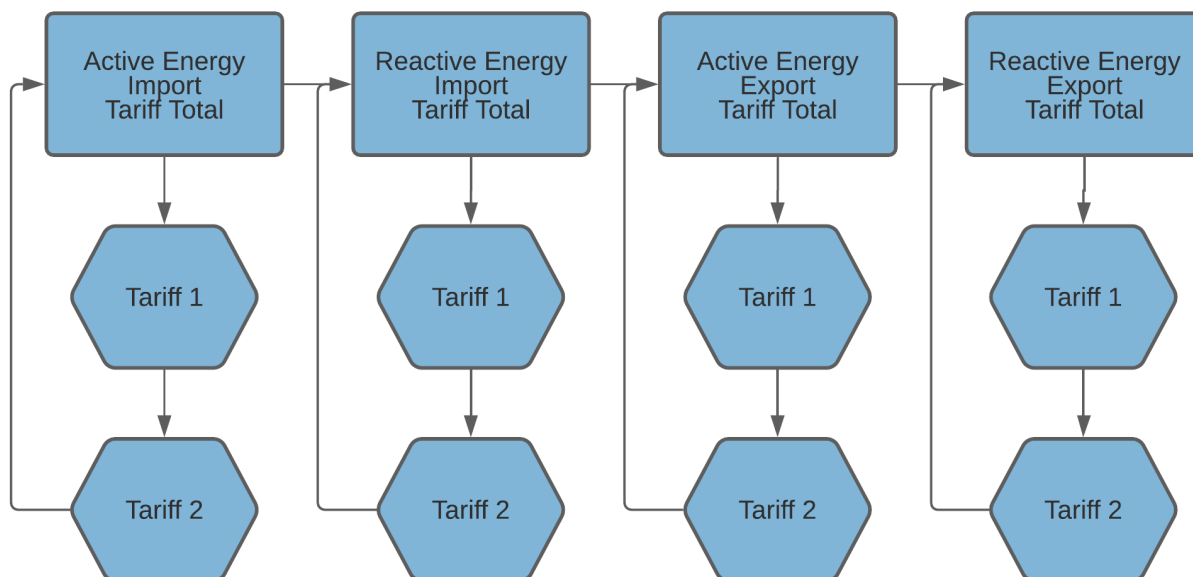 Active Energy
Import
Tariff Total
Reactive Energy
Import
Tariff Total
Active Energy
Export
Tariff Total
Reactive Energy
Export
Tariff Total
Tariff 1
Tariff 1
Tariff 1
Tariff 1
Tariff 2
Tariff 2
Tariff 2
Tariff 2